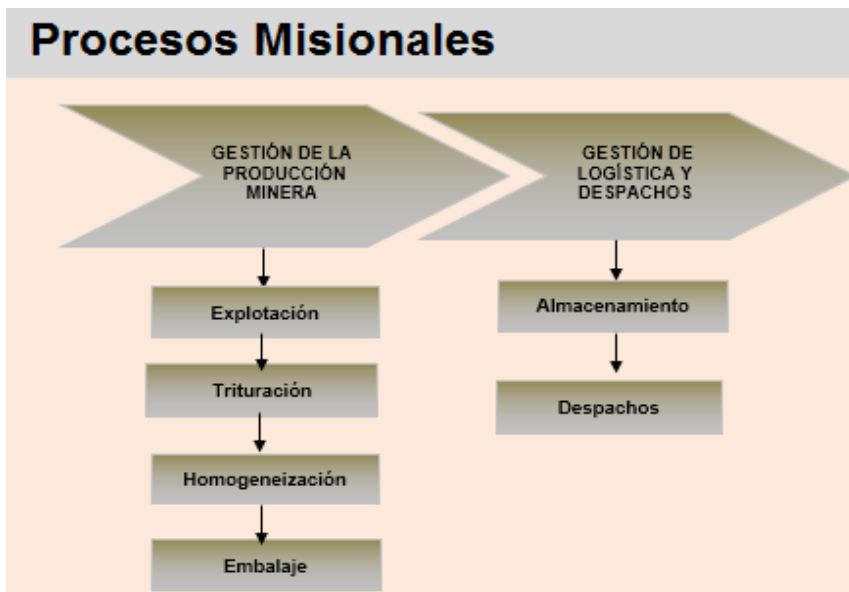 Procesos Misionales
GESTIÓN DE LA
PRODUCCIÓN
MINERA
GESTIÓN DE
LOGÍSTICA Y
DESPACHOS
Explotación
Trituración
Homogeneización
Embalaje
Almacenamiento
Despachos